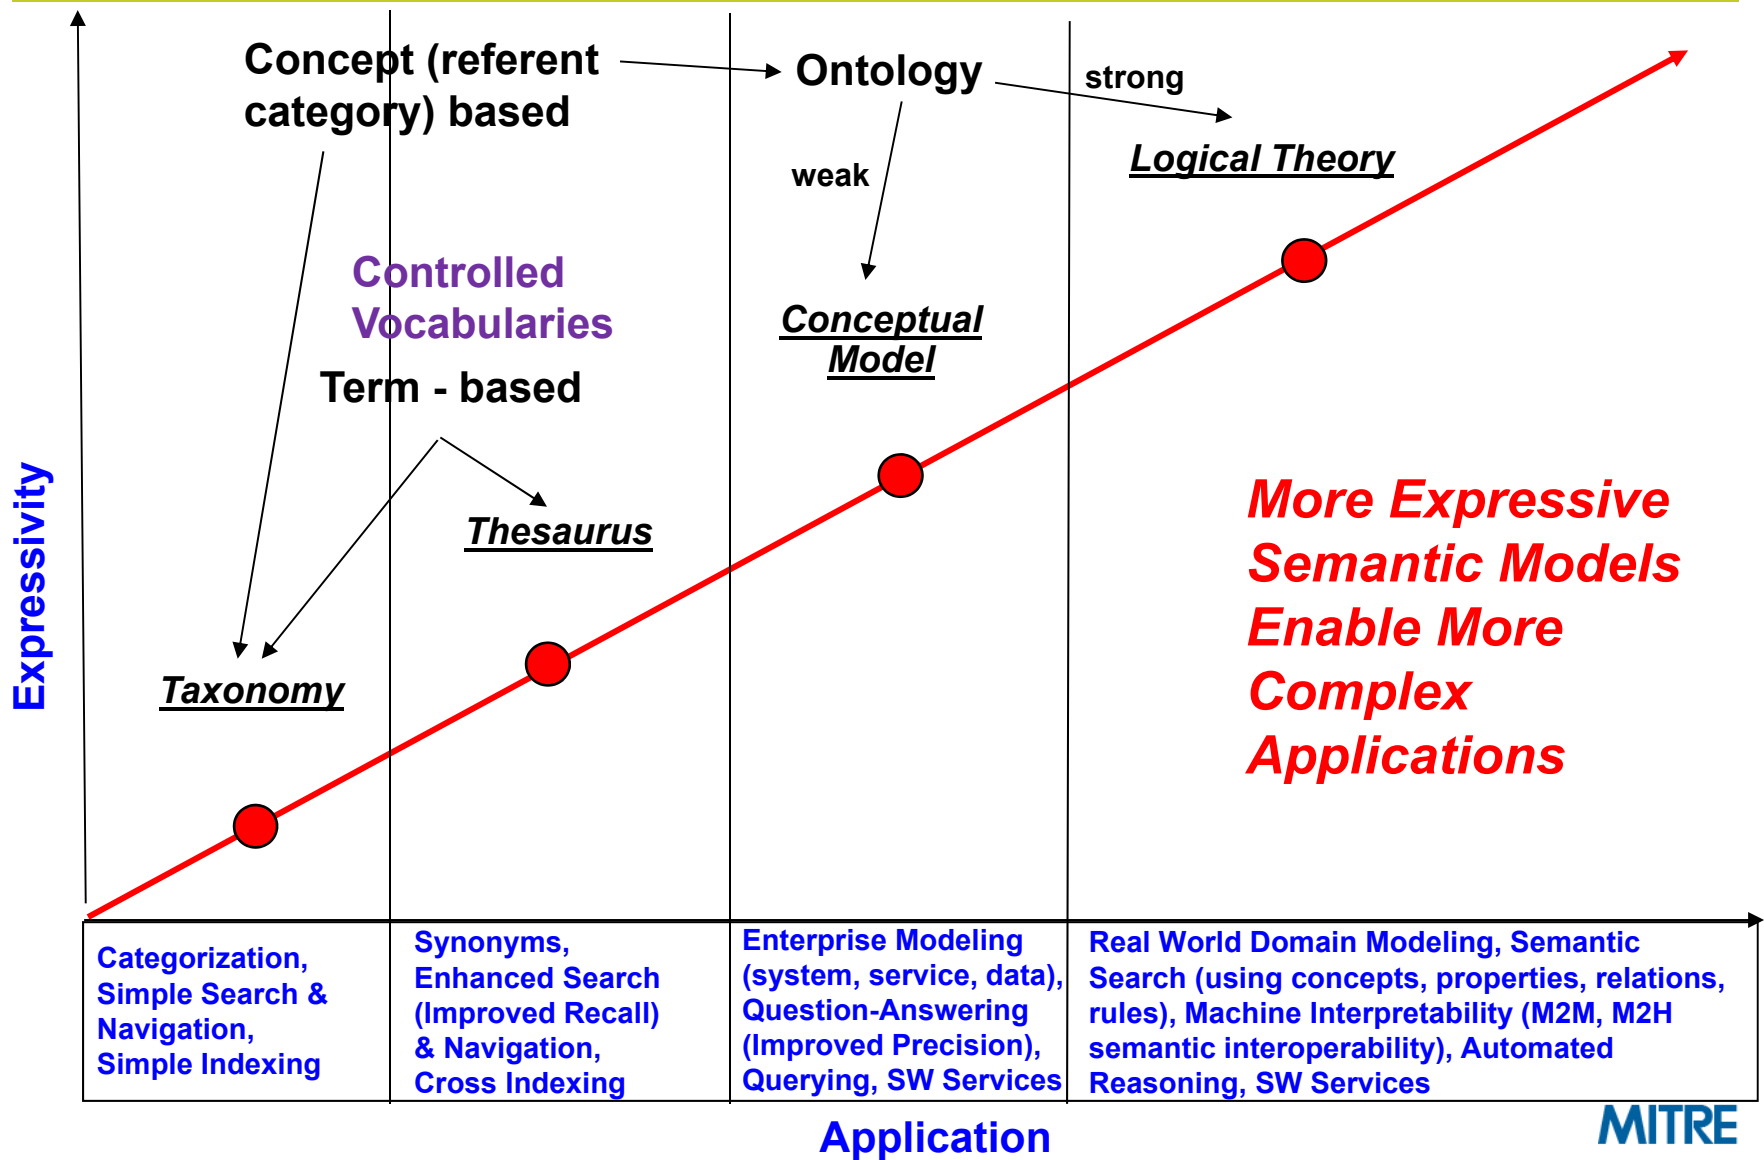 Concept (referent
category) based
Ontology
strong
Logical Theory
weak
Controlled
Vocabularies
Term - based
Conceptual
Model
Thesaurus
Taxonomy
Expressivity
More Expressive
Semantic Models
Enable More
Complex
Applications
Categorization,
Simple Search &
Navigation,
Simple Indexing
Synonyms,
Enhanced Search
(Improved Recall)
& Navigation,
Cross Indexing
Enterprise Modeling
(system, service, data),
Question-Answering
(Improved Precision),
Querying, SW Services
Real World Domain Modeling, Semantic
Search (using concepts, properties, relations,
rules), Machine Interpretability (M2M, M2H
semantic interoperability), Automated
Reasoning, SW Services
Application
MITRE